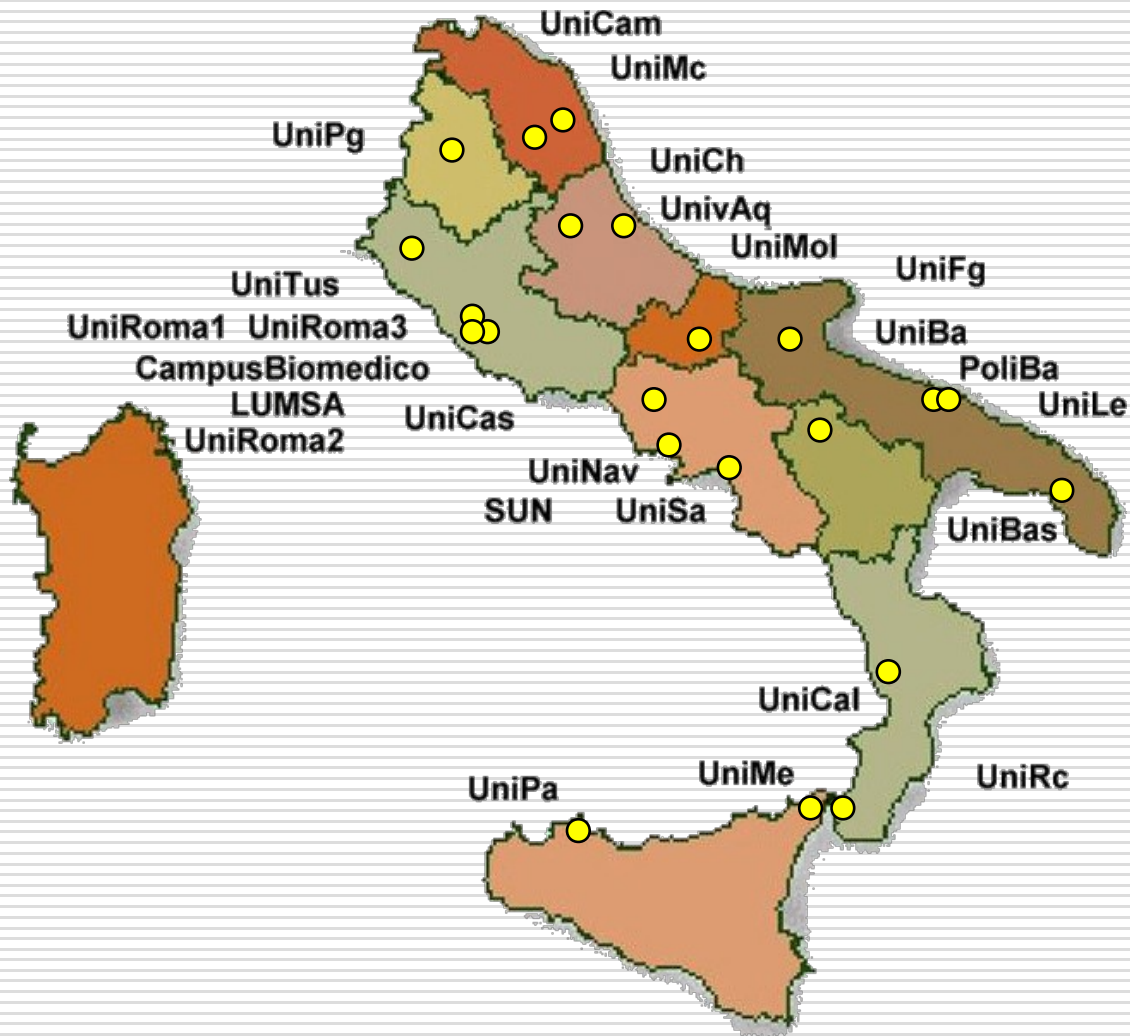 UniCam
UniMc
UniPg
UniCh
UnivAq
UniMol
UniFg
UniTus
UniRoma1 UniRoma3
UniBa
CampusBiomedico
PoliBa
LUMSA
UniCas
UniLe
UniRoma2
UniNav
SUN UniSa
UniBas
UniCal
UniMe
UniRc
UniPa